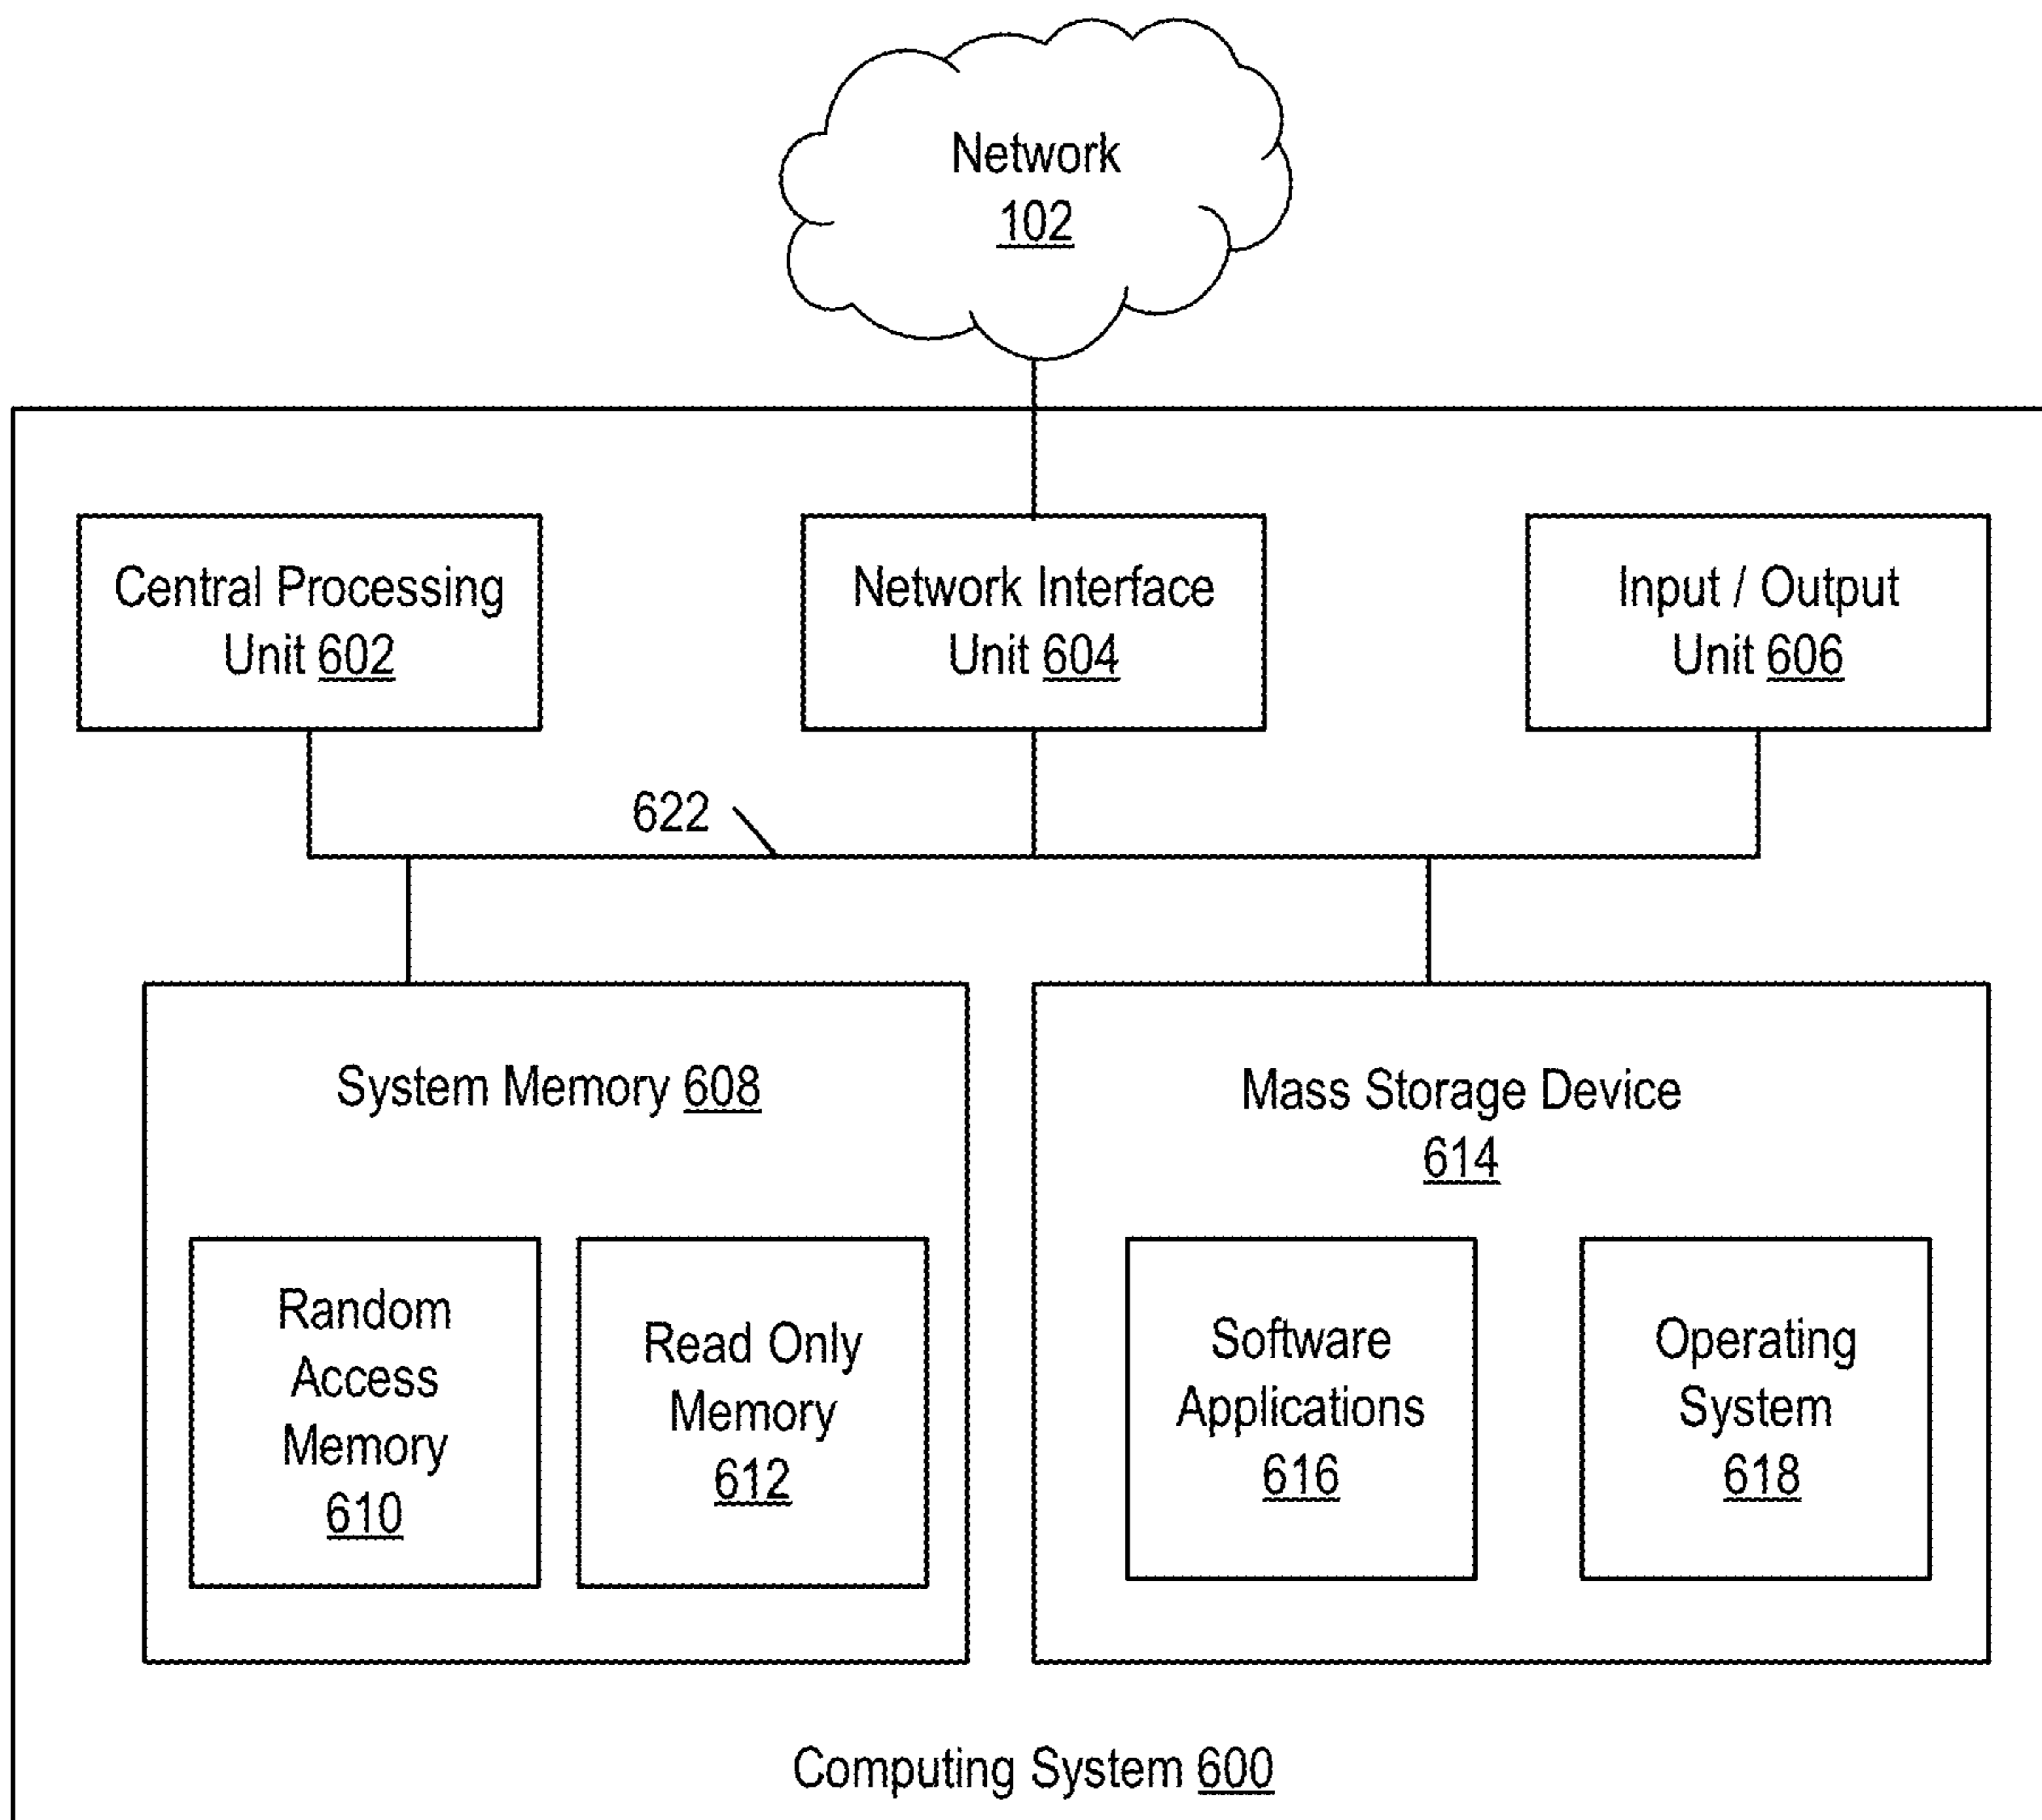 Network
102
Central Processing
Unit 602
Network Interface
Unit 604
Input / Output
Unit 606
622
System Memory 608
Random
Access
Memory
610
Read Only
Memory
612
Mass Storage Device
614
Software
Applications
616
Operating
System
618
Computing System 600